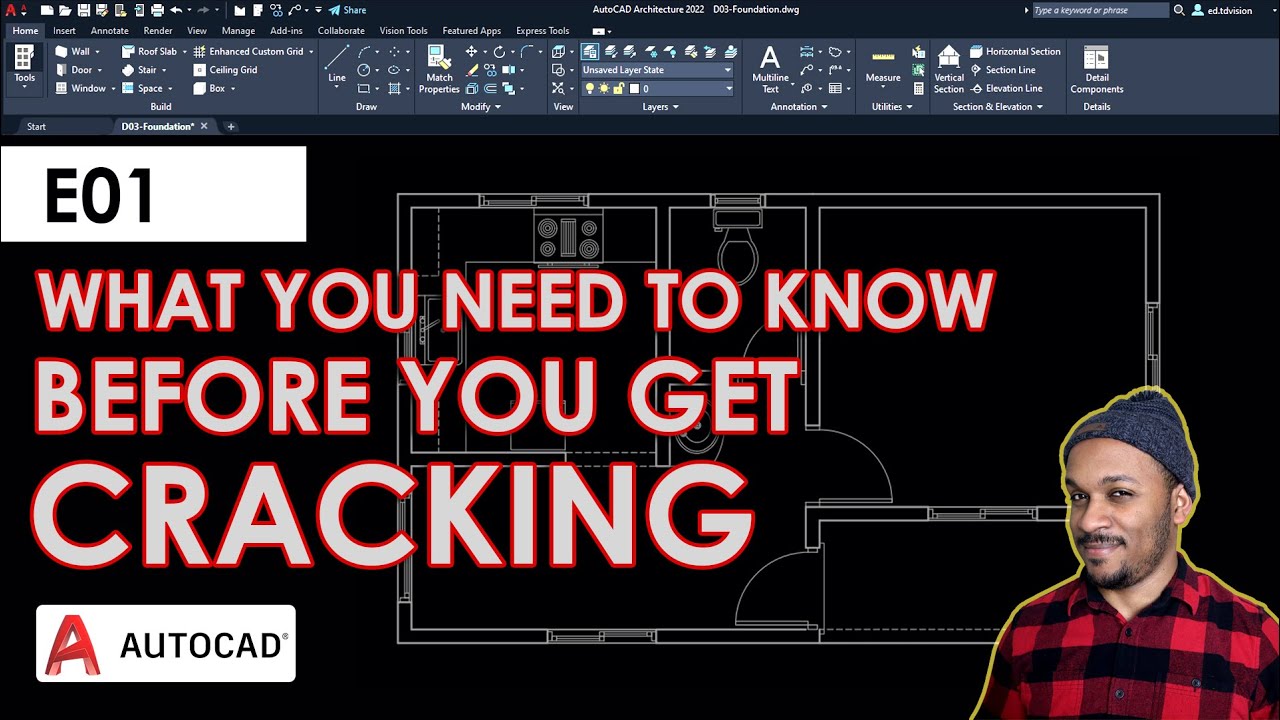 AutoCAD Architecture 2022 D03-Foundation.dwg
Share
Type a keyword or phrase
ed.tdvision
Home Insert Annotate Render View Manage Add-ins Collaborate Vision Tools Featured Apps Express Tools
Tools
Wall
Door
Window
Roof Slab
Stair
Space
Enhanced Custom Grid
Ceiling Grid
Box
Build
Line
Draw
Match
Properties
Modify
View
Unsaved Layer State
0
Layers
Multiline
Text
Annotation
Measure
Utilities
Vertical
Section
Horizontal Section
Section Line
Elevation Line
Section & Elevation
Detail
Components
Details
Start
D03-Foundation*
E01
WHAT YOU NEED TO KNOW
BEFORE YOU GET
CRACKING
A AUTOCAD®